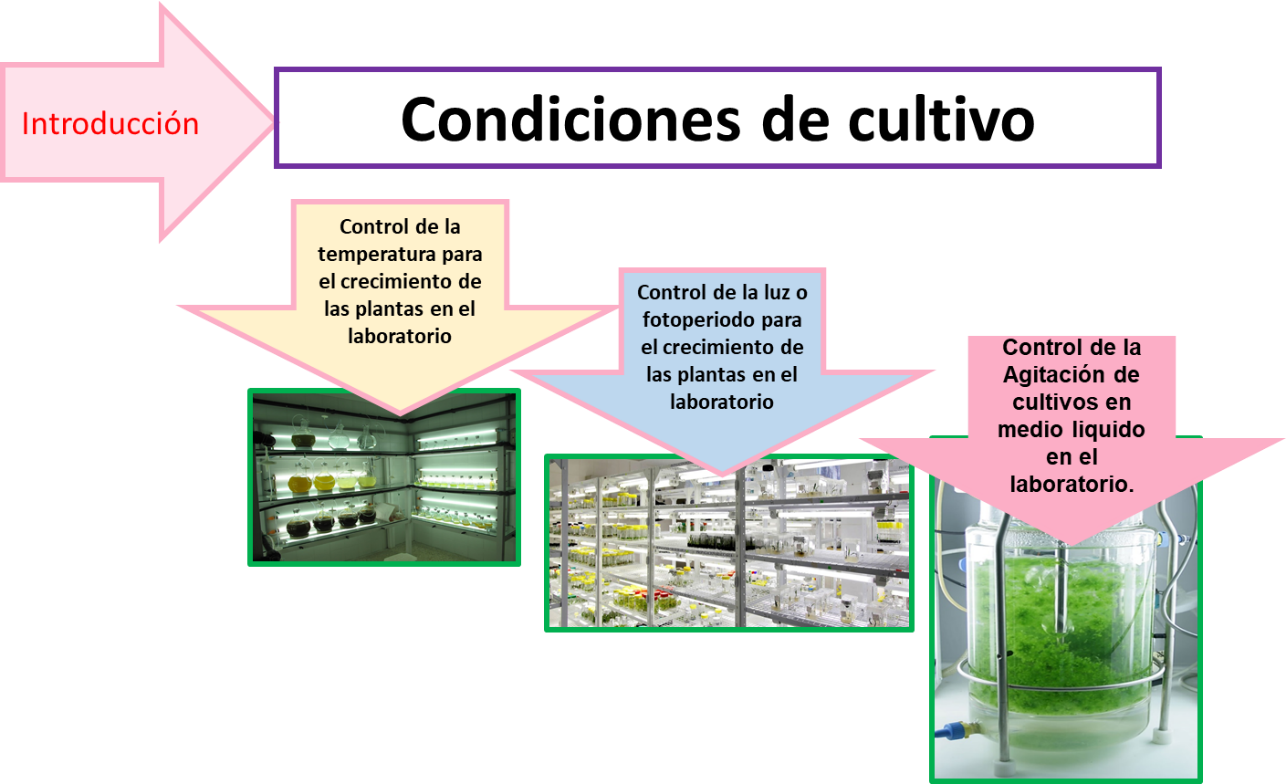 Introducción
Condiciones de cultivo
Control de la
temperatura para
el crecimiento de
las plantas en el
laboratorio
Control de la luz o
fotoperiodo para
el crecimiento de
las plantas en el
laboratorio
Control de la
Agitación de
cultivos en
medio liquido
en el
laboratorio.